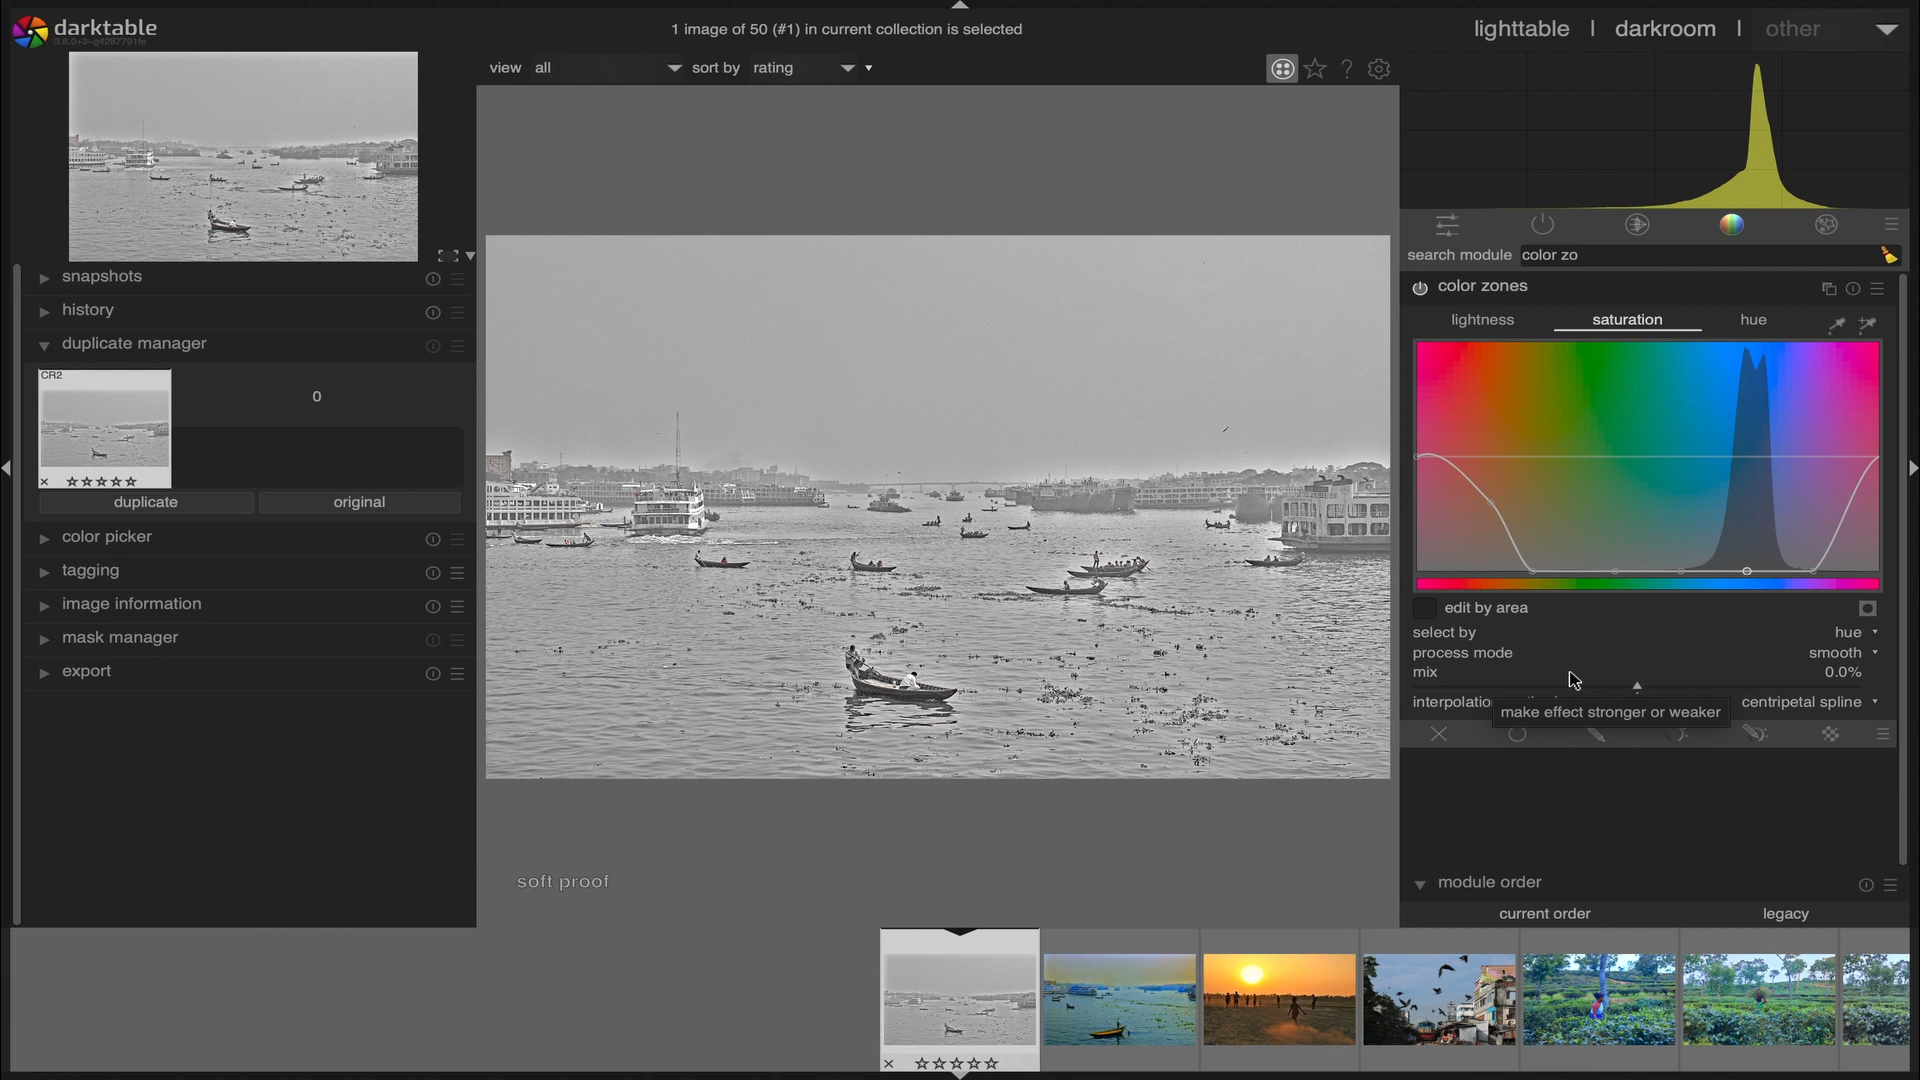 darktable
1 image of 50 (#1) in current collection is selected
lighttable | darkroom | other
view all sort by rating
search module color zo
color zones
lightness saturation hue
snapshots
history
duplicate manager
CR2
0
duplicate original
color picker
tagging
image information
mask manager
export
edit by area
select by hue
process mode smooth
mix 0.0%
centripetal spline
make effect stronger or weaker
soft proof
module order
current order legacy